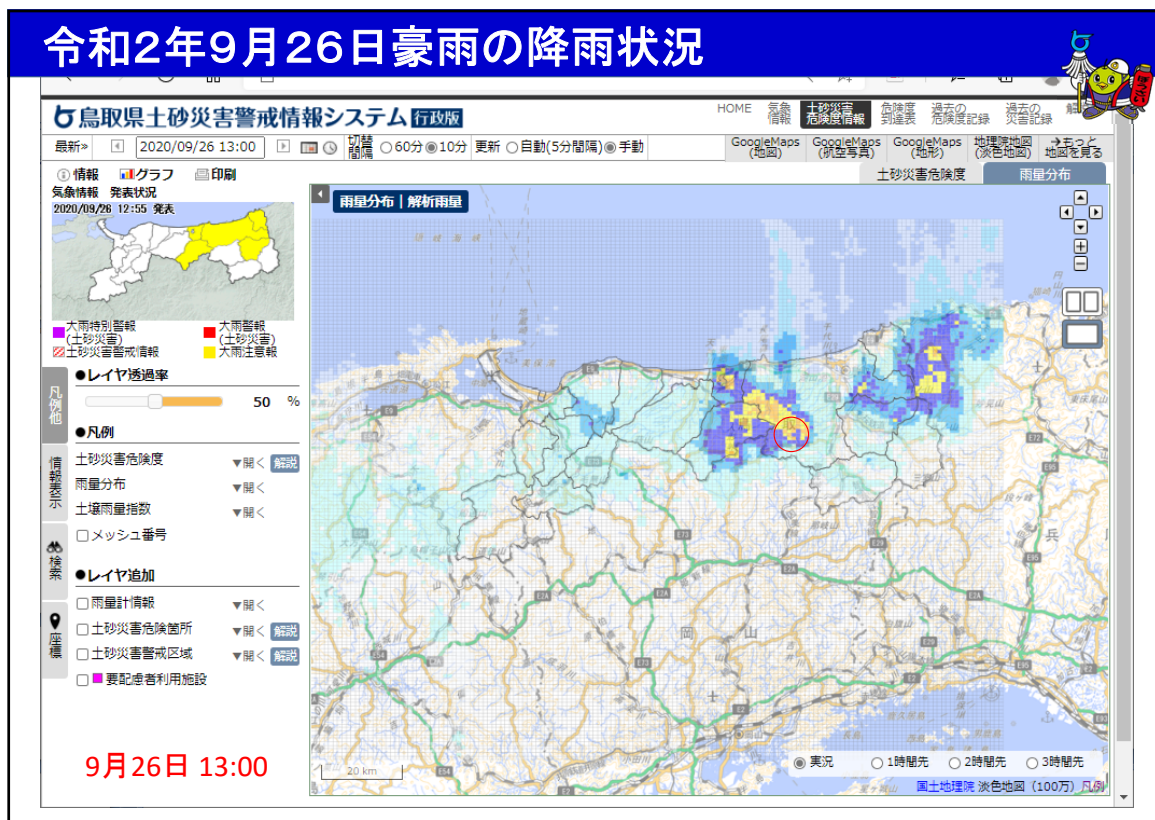 令和2年9月26日豪雨の降雨状況
鳥取県土砂災害警戒情報システム 行政版
HOME 気象情報 土砂災害危険度情報 危険度到達表 過去の危険度記録 過去の災害記録
最新» 2020/09/26 13:00 切替間隔 60分 10分 更新 自動(5分間隔) 手動
GoogleMaps(地図) GoogleMaps(航空写真) GoogleMaps(地形) 地理院地図(淡色地図) →もっと地図を見る
情報 グラフ 印刷
土砂災害危険度 雨量分布
気象情報 発表状況
2020/09/26 12:55 発表
雨量分布 | 解析雨量
大雨特別警報(土砂災害) 大雨警報(土砂災害)
土砂災害警戒情報 大雨注意報
凡例他
●レイヤ透過率
50 %
●凡例
情報表示
土砂災害危険度 ▼開く 解説
雨量分布 ▼開く
土壌雨量指数 ▼開く
メッシュ番号
検索
●レイヤ追加
雨量計情報 ▼開く
座標
土砂災害危険箇所 ▼開く 解説
土砂災害警戒区域 ▼開く 解説
要配慮者利用施設
9月26日 13:00
E9
E72
E95
E73
E2A
E2A
岡 山
兵
E54
E2
20 km
実況 1時間先 2時間先 3時間先
国土地理院 淡色地図（100万）凡例